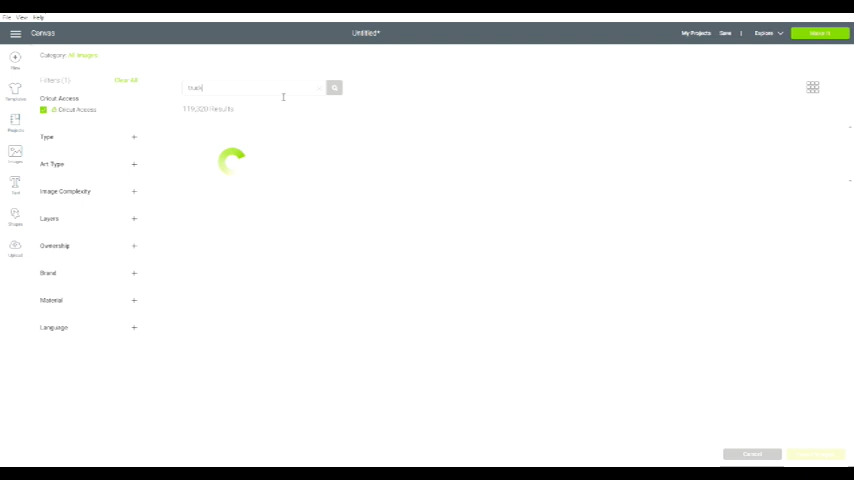 File View Help
Canvas Untitled* My Projects Save | Explore Make It
New
Templates
Projects
Images
Text
Shapes
Upload
Category: All Images
Filters (1) Clear All
Cricut Access
Cricut Access
Type +
Art Type +
Image Complexity +
Layers +
Ownership +
Brand +
Material +
Language +
truck
119,320 Results
Cancel